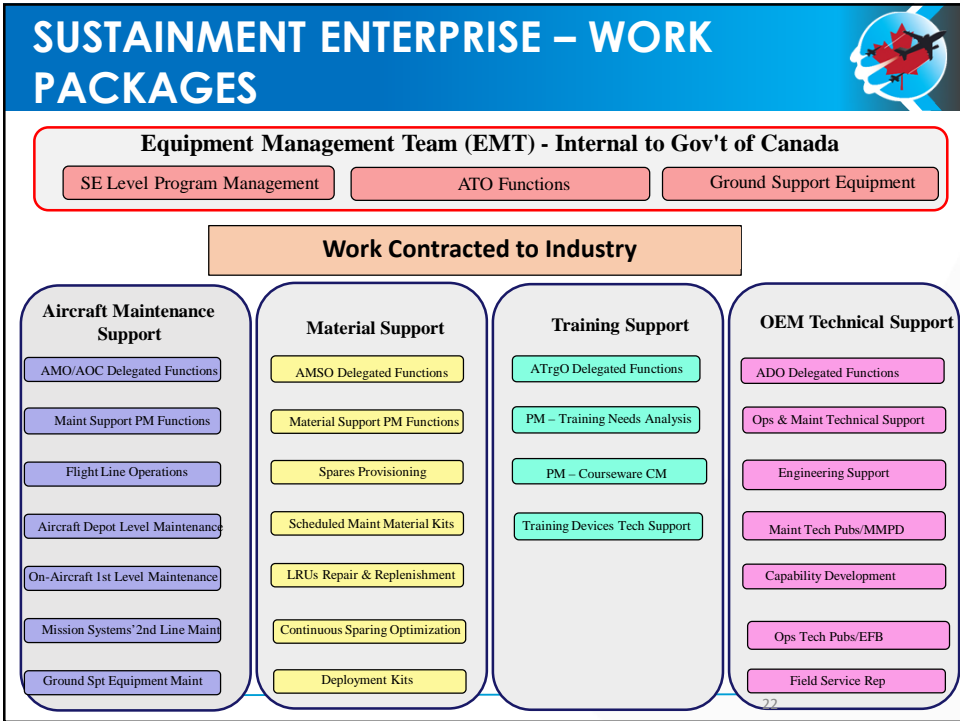 SUSTAINMENT ENTERPRISE – WORK
PACKAGES
Equipment Management Team (EMT) - Internal to Gov't of Canada
SE Level Program Management
ATO Functions
Ground Support Equipment
Work Contracted to Industry
Aircraft Maintenance
Support
AMO/AOC Delegated Functions
Maint Support PM Functions
Flight Line Operations
Aircraft Depot Level Maintenance
On-Aircraft 1st Level Maintenance
Mission Systems'2nd Line Maint
Ground Spt Equipment Maint
Material Support
AMSO Delegated Functions
Material Support PM Functions
Spares Provisioning
Scheduled Maint Material Kits
LRUs Repair & Replenishment
Continuous Sparing Optimization
Deployment Kits
Training Support
ATrgO Delegated Functions
PM – Training Needs Analysis
PM – Courseware CM
Training Devices Tech Support
OEM Technical Support
ADO Delegated Functions
Ops & Maint Technical Support
Engineering Support
Maint Tech Pubs/MMPD
Capability Development
Ops Tech Pubs/EFB
Field Service Rep
22